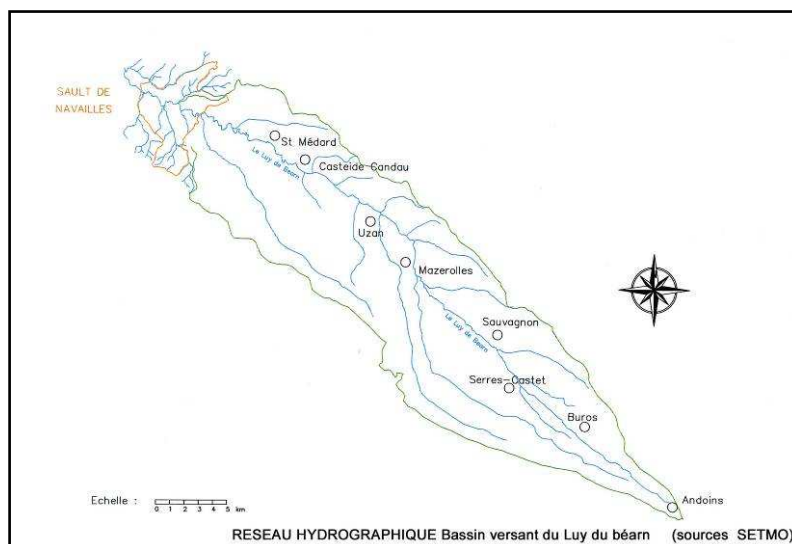 SAULT DE
NAVAILLES
St. Médard
Casteide Candau
Le Luy de Béarn
Uzan
Mazerolles
Sauvagnon
Le Luy de Béarn
Serres-Castet
Buros
Andoins
Echelle :
0 1 2 3 4 5
km
RESEAU HYDROGRAPHIQUE Bassin versant du Luy du béarn (sources SETMO)